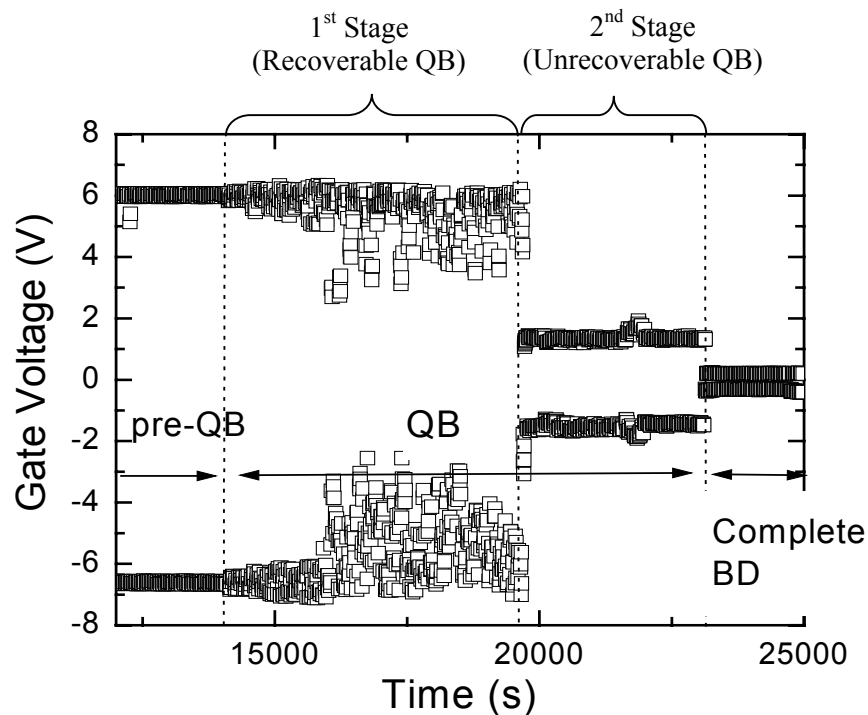 1st Stage
(Recoverable QB)
2nd Stage
(Unrecoverable QB)
8
6
4
2
0
-2
-4
-6
-8
Gate Voltage (V)
pre-QB
QB
Complete
BD
15000
20000
25000
Time (s)